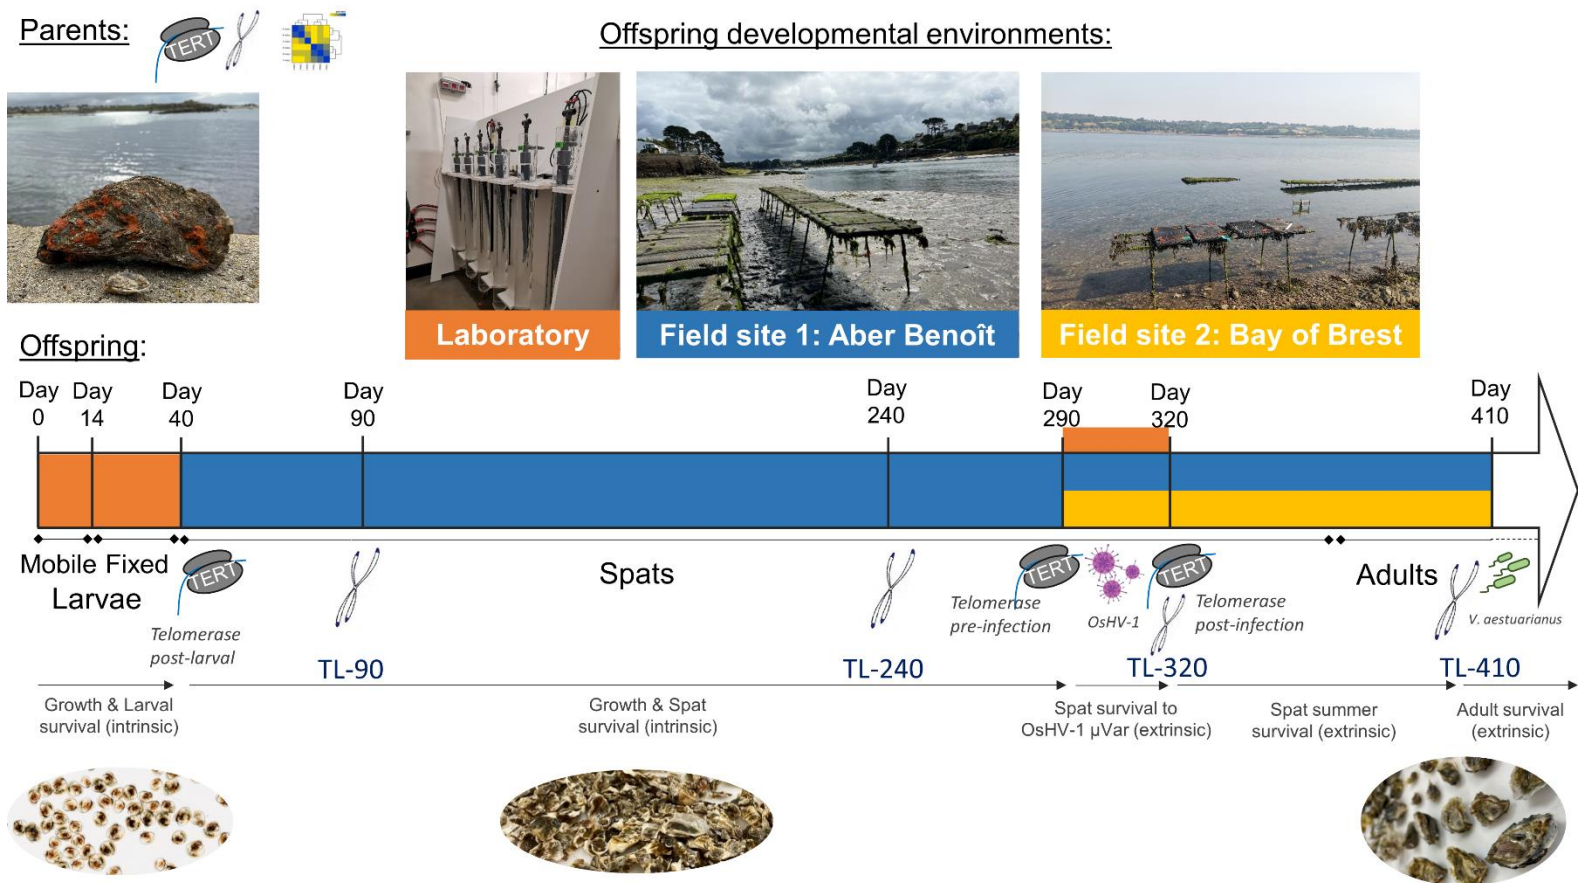 Parents:
TERT
Offspring developmental environments:
Laboratory
Field site 1: Aber Benoît
Field site 2: Bay of Brest
Offspring:
Day
0
Day
14
Day
40
Day
90
Day
240
Day
290
Day
320
Day
410
Mobile Fixed
Larvae
TERT
Telomerase
post-larval
Spats
TERT
Telomerase
pre-infection
OsHV-1
TERT
Telomerase
post-infection
Adults
V. aestuarianus
TL-90
TL-240
TL-320
TL-410
Growth & Larval
survival (intrinsic)
Growth & Spat
survival (intrinsic)
Spat survival to
OsHV-1 µVar (extrinsic)
Spat summer
survival (extrinsic)
Adult survival
(extrinsic)